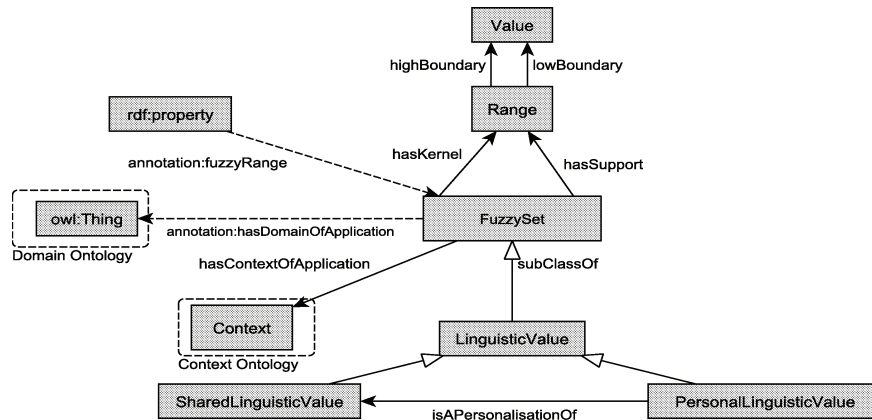 Value
highBoundary
lowBoundary
Range
rdf:property
hasKernel
annotation:fuzzyRange
hasSupport
owl:Thing
FuzzySet
annotation:hasDomainOfApplication
Domain Ontology
hasContextOfApplication
subClassOf
Context
LinguisticValue
Context Ontology
SharedLinguisticValue
PersonalLinguisticValue
isAPersonalisationOf